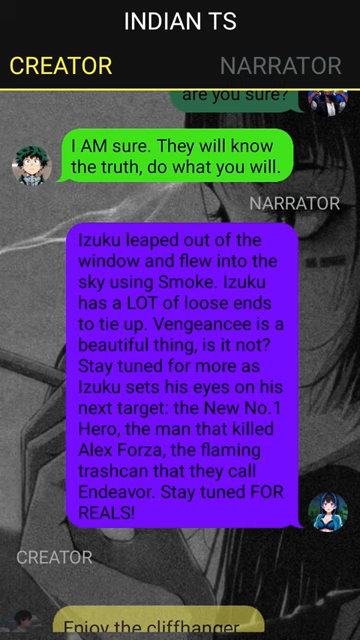 INDIAN TS
CREATOR NARRATOR
are you sure?
I AM sure. They will know
the truth, do what you will.
NARRATOR
Izuku leaped out of the
window and flew into the
sky using Smoke. Izuku
has a LOT of loose ends
to tie up. Vengeancee is a
beautiful thing, is it not?
Stay tuned for more as
Izuku sets his eyes on his
next target: the New No.1
Hero, the man that killed
Alex Forza, the flaming
trashcan that they call
Endeavor. Stay tuned FOR
REALS!
CREATOR
Enjoy the cliffhanger